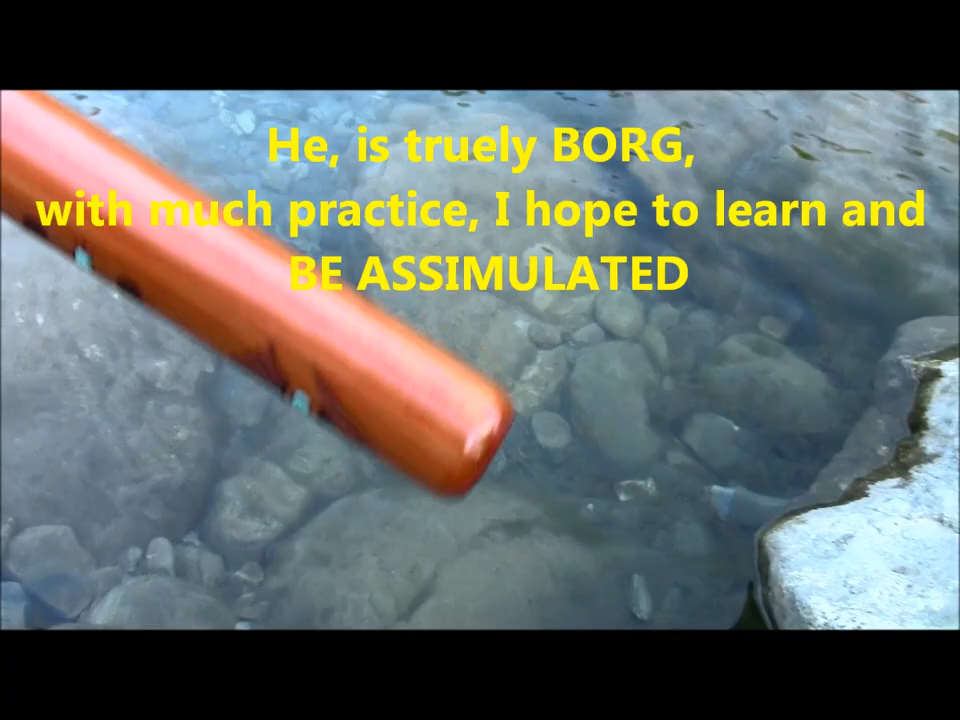 He, is truely BORG,
with much practice, I hope to learn and
BE ASSIMULATED